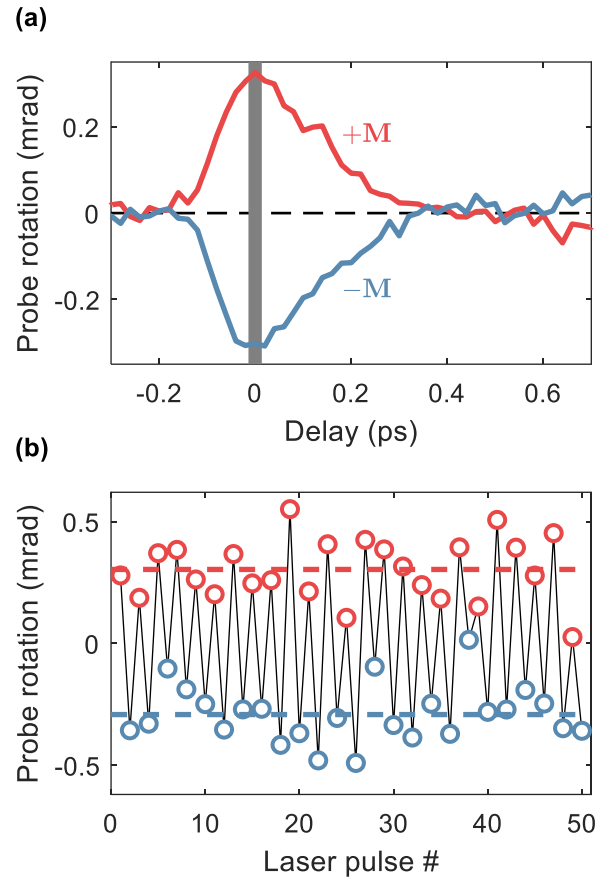 (a)
Probe rotation (mrad)
0.2
0
-0.2
+M
−M
-0.2 0 0.2 0.4 0.6
Delay (ps)
(b)
Probe rotation (mrad)
0.5
0
-0.5
0 10 20 30 40 50
Laser pulse #